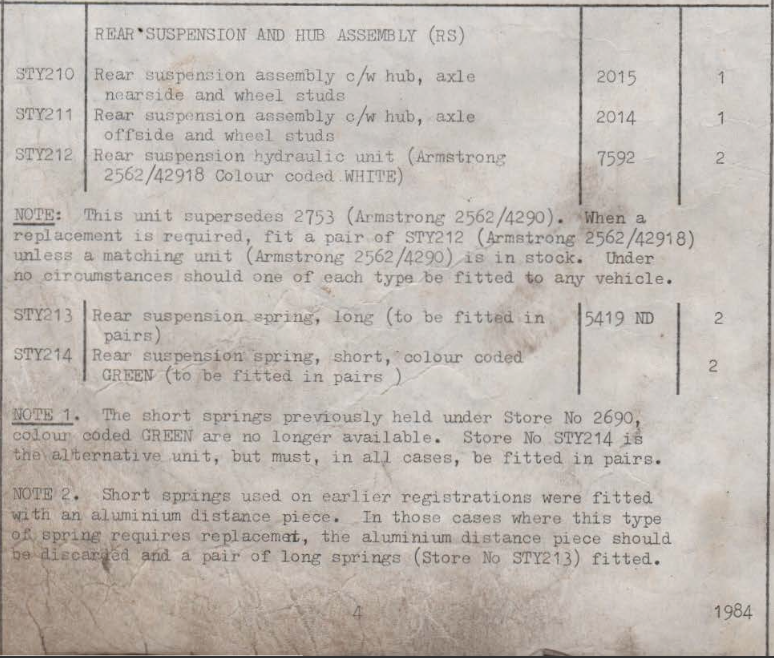 REAR SUSPENSION AND HUB ASSEMBLY (RS)
STY210 Rear suspension assembly c/w hub, axle 2015 1
nearside and wheel studs
STY211 Rear suspension assembly c/w hub, axle 2014 1
offside and wheel studs
STY212 Rear suspension hydraulic unit (Armstrong 7592 2
2562/42918 Colour coded WHITE)
NOTE: This unit supersedes 2753 (Armstrong 2562/4290). When a
replacement is required, fit a pair of STY212 (Armstrong 2562/42918)
unless a matching unit (Armstrong 2562/4290) is in stock. Under
no circumstances should one of each type be fitted to any vehicle.
STY213 Rear suspension spring, long (to be fitted in 5419 ND 2
pairs)
STY214 Rear suspension spring, short, colour coded
GREEN (to be fitted in pairs ) 2
NOTE 1. The short springs previously held under Store No 2690,
colour coded GREEN are no longer available. Store No STY214 is
the alternative unit, but must, in all cases, be fitted in pairs.
NOTE 2. Short springs used on earlier registrations were fitted
with an aluminium distance piece. In those cases where this type
of spring requires replacemet, the aluminium distance piece should
be discarded and a pair of long springs (Store No STY213) fitted.
4 1984